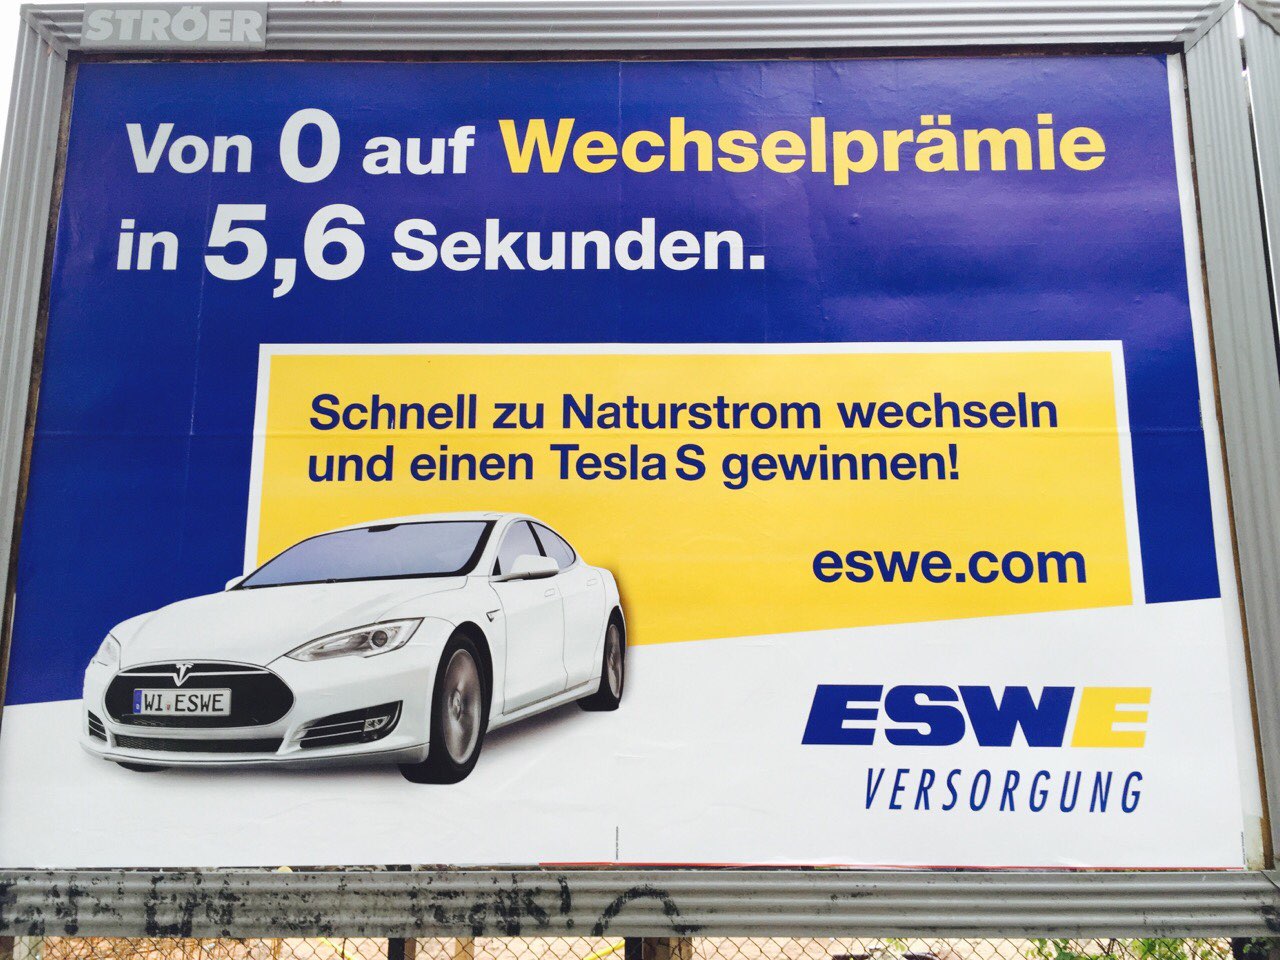 STRÖER
Von 0 auf Wechselprämie
in 5,6 Sekunden.
Schnell zu Naturstrom wechseln
und einen Tesla S gewinnen!
eswe.com
WI ESWE
ESWE
VERSORGUNG